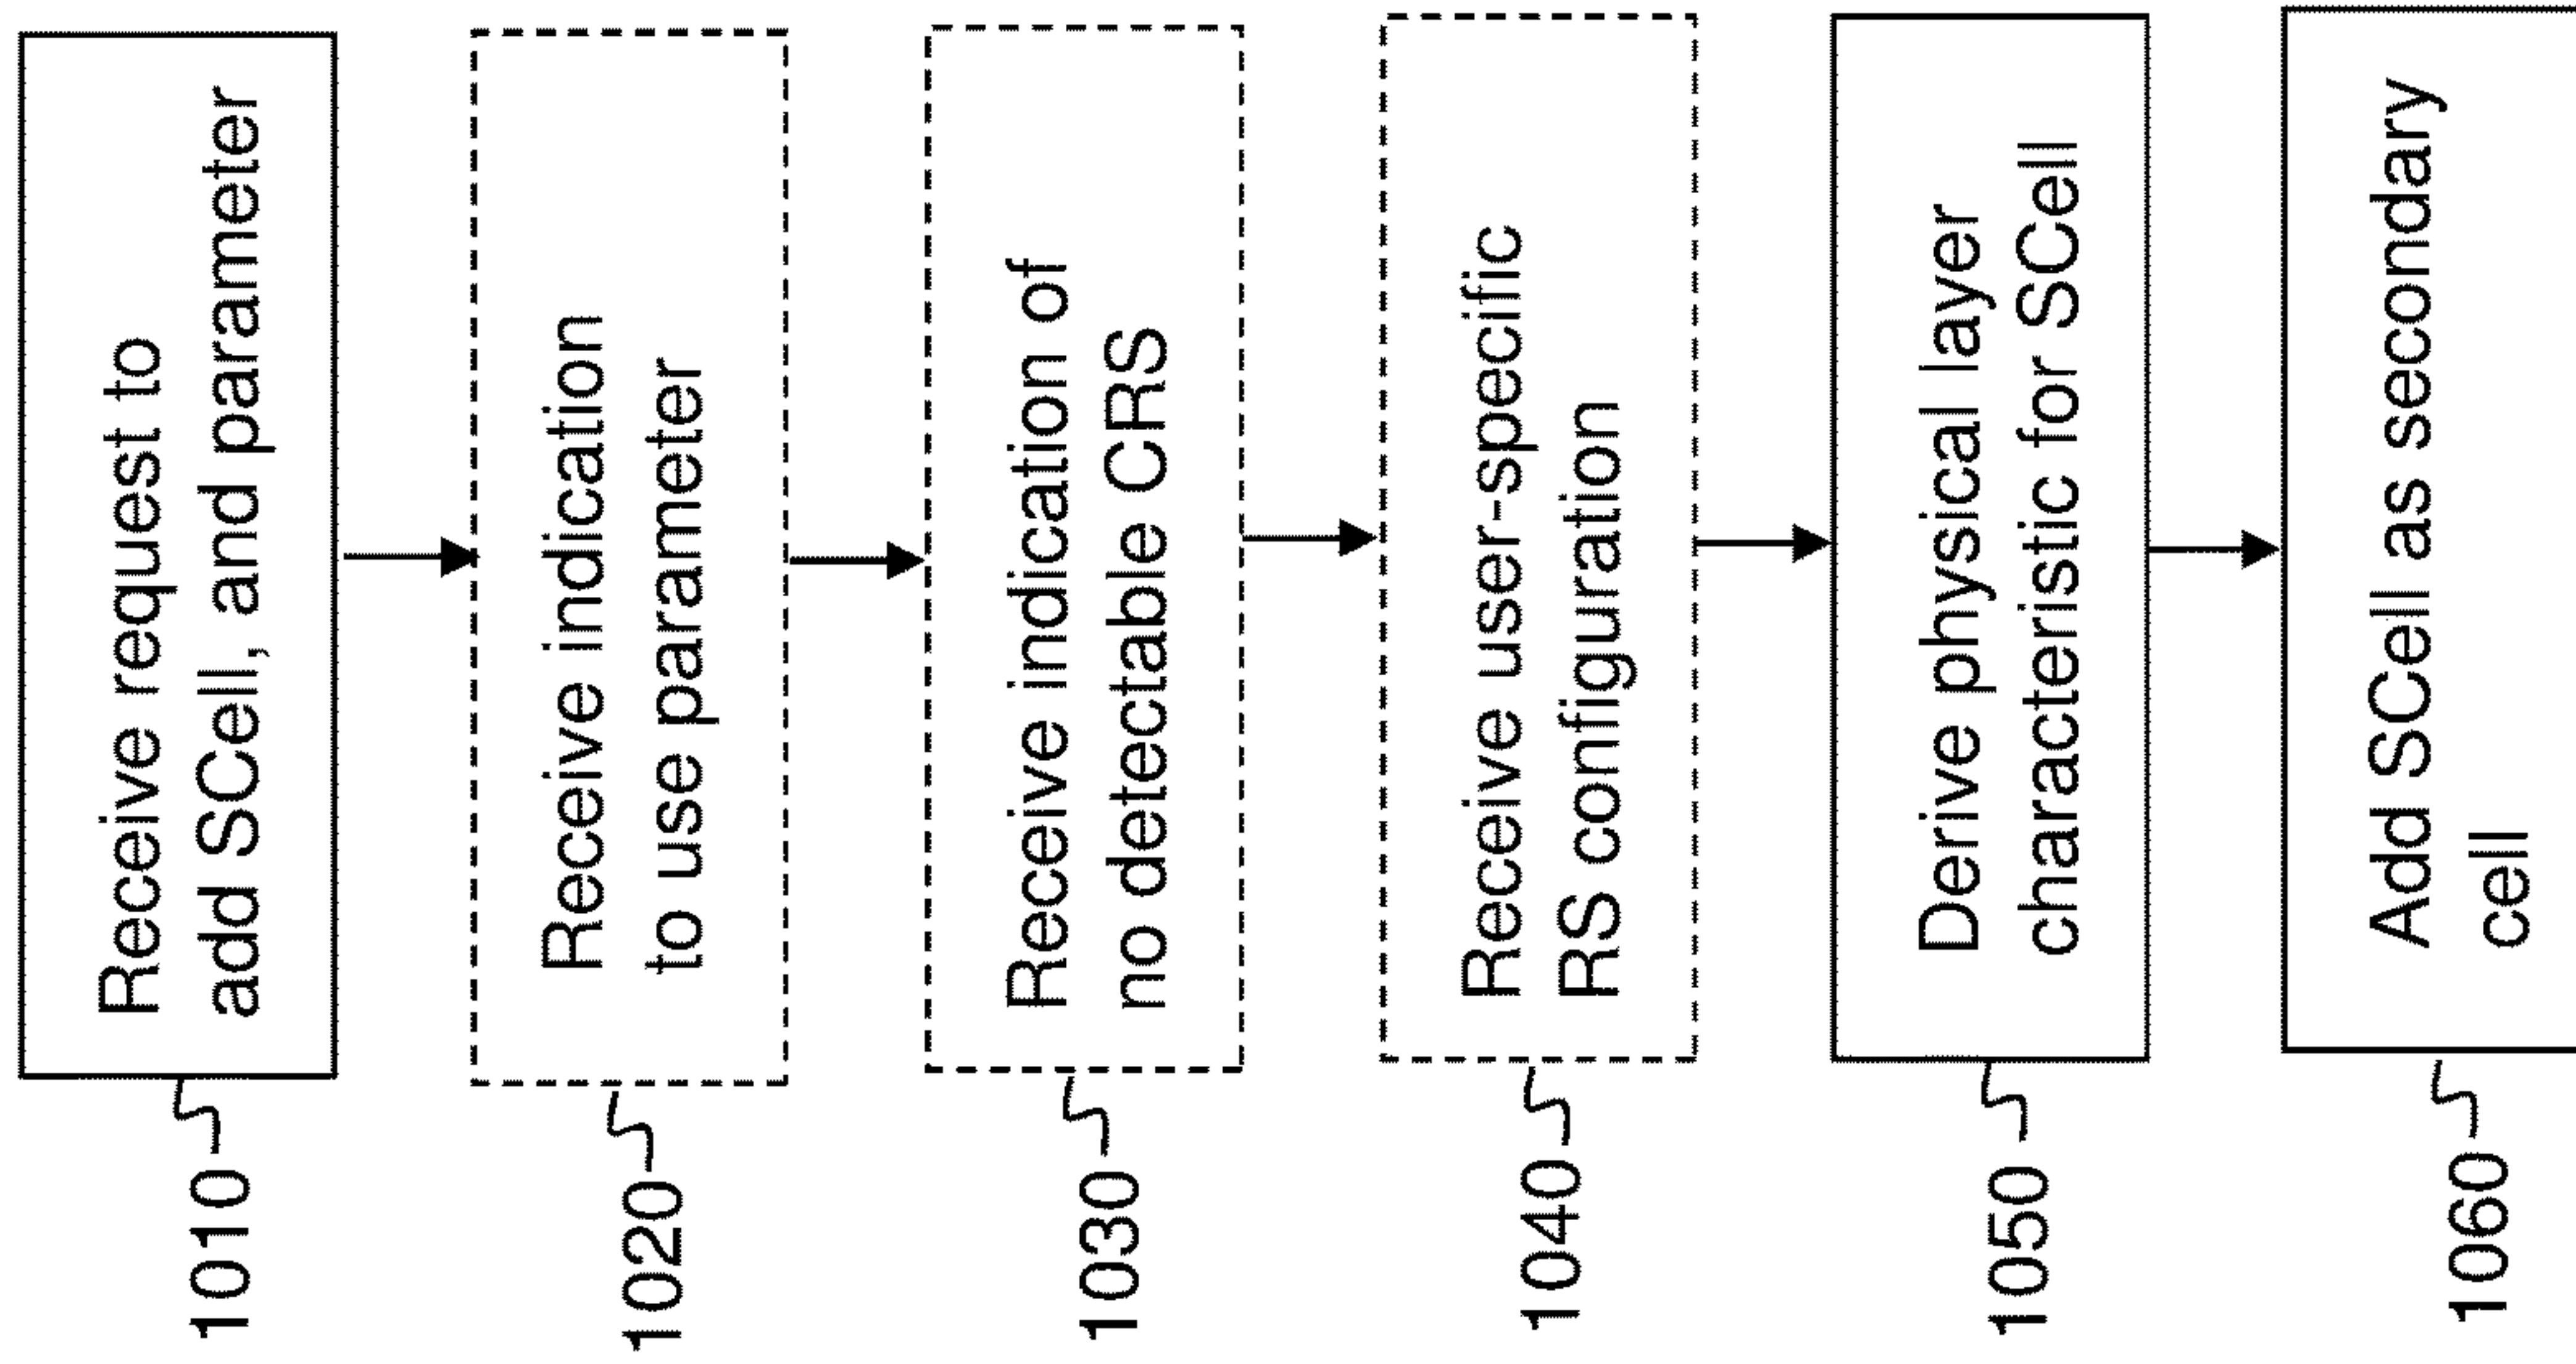 1010
Receive request to
add SCell, and parameter
1020
Receive indication
to use parameter
1030
Receive indication of
no detectable CRS
1040
Receive user-specific
RS configuration
1050
Derive physical layer
characteristic for SCell
1060
Add SCell as secondary
cell